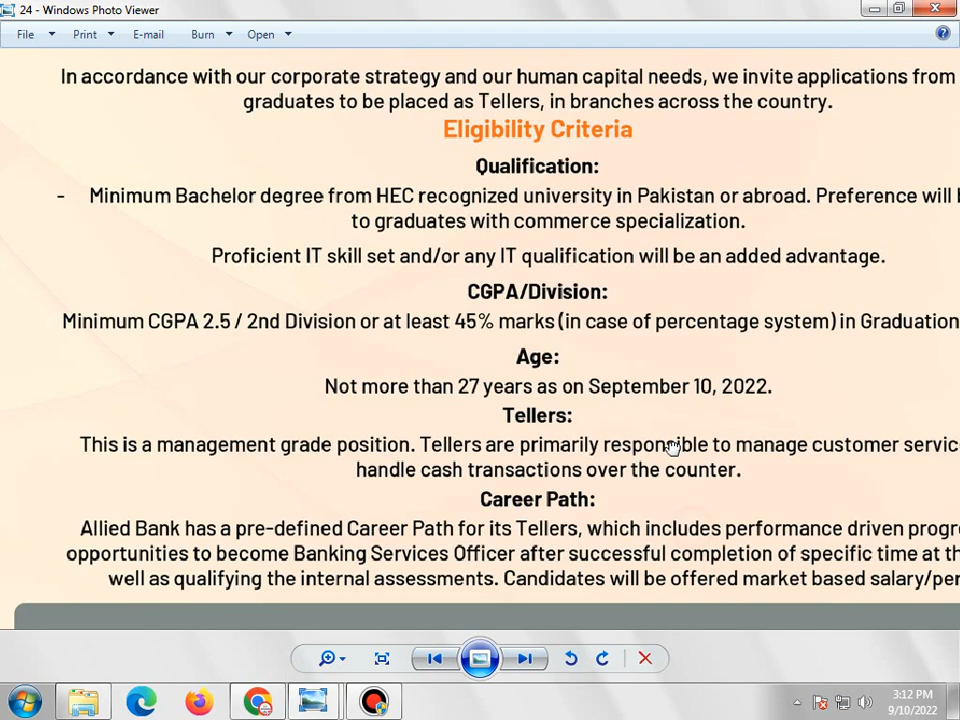 24 - Windows Photo Viewer
File Print E-mail Burn Open
In accordance with our corporate strategy and our human capital needs, we invite applications from
graduates to be placed as Tellers, in branches across the country.
Eligibility Criteria
Qualification:
- Minimum Bachelor degree from HEC recognized university in Pakistan or abroad. Preference will
to graduates with commerce specialization.
Proficient IT skill set and/or any IT qualification will be an added advantage.
CGPA/Division:
Minimum CGPA 2.5 / 2nd Division or at least 45% marks (in case of percentage system) in Graduation
Age:
Not more than 27 years as on September 10, 2022.
Tellers:
This is a management grade position. Tellers are primarily responsible to manage customer servic
handle cash transactions over the counter.
Career Path:
Allied Bank has a pre-defined Career Path for its Tellers, which includes performance driven progr
opportunities to become Banking Services Officer after successful completion of specific time at th
well as qualifying the internal assessments. Candidates will be offered market based salary/per
3:12 PM
9/10/2022